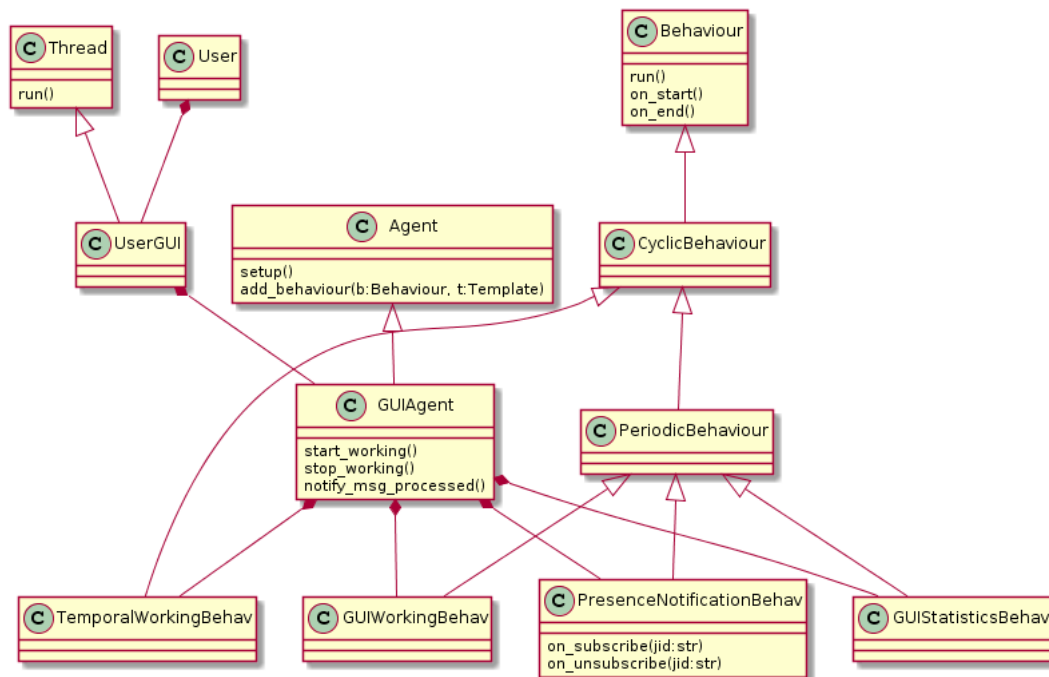 C Thread
run()
C User
C Behaviour
run()
on_start()
on_end()
C UserGUI
C Agent
setup()
add_behaviour(b:Behaviour, t:Template)
C CyclicBehaviour
C GUIAgent
start_working()
stop_working()
notify_msg_processed()
C PeriodicBehaviour
C TemporalWorkingBehav
C GUIWorkingBehav
C PresenceNotificationBehav
on_subscribe(jid:str)
on_unsubscribe(jid:str)
C GUIStatisticsBehav